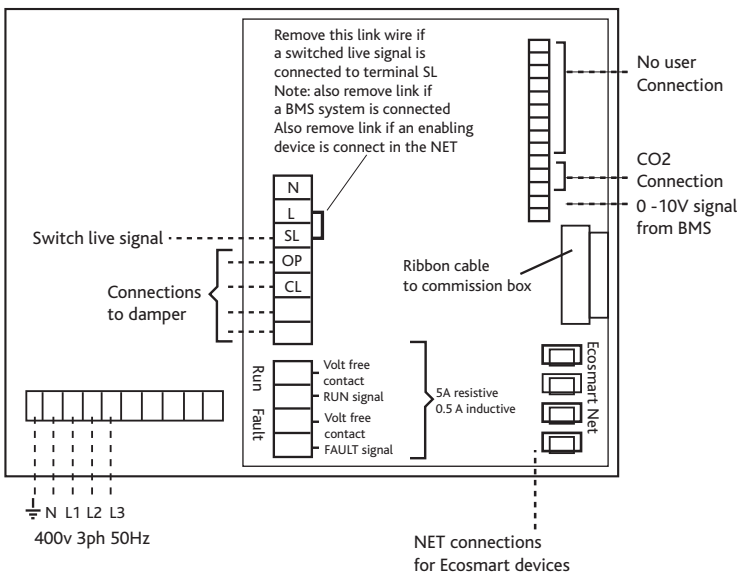 Remove this link wire if
a switched live signal is
connected to terminal SL
Note: also remove link if
a BMS system is connected
Also remove link if an enabling
device is connect in the NET
No user
Connection
CO2
Connection
0 -10V signal
from BMS
N
L
SL
OP
CL
Switch live signal
Connections
to damper
Ribbon cable
to commission box
Run
Fault
Volt free
contact
RUN signal
Volt free
contact
FAULT signal
5A resistive
0.5 A inductive
Ecosmart Net
N L1 L2 L3
400v 3ph 50Hz
NET connections
for Ecosmart devices